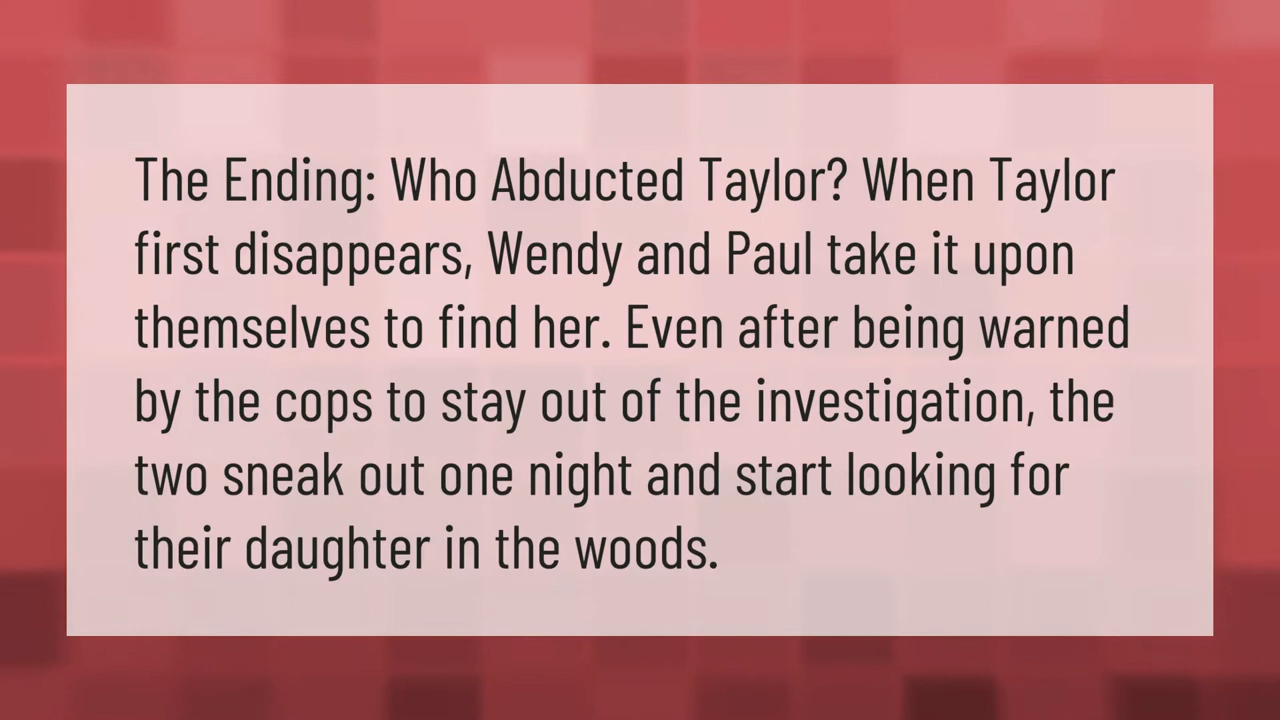 The Ending: Who Abducted Taylor? When Taylor
first disappears, Wendy and Paul take it upon
themselves to find her. Even after being warned
by the cops to stay out of the investigation, the
two sneak out one night and start looking for
their daughter in the woods.